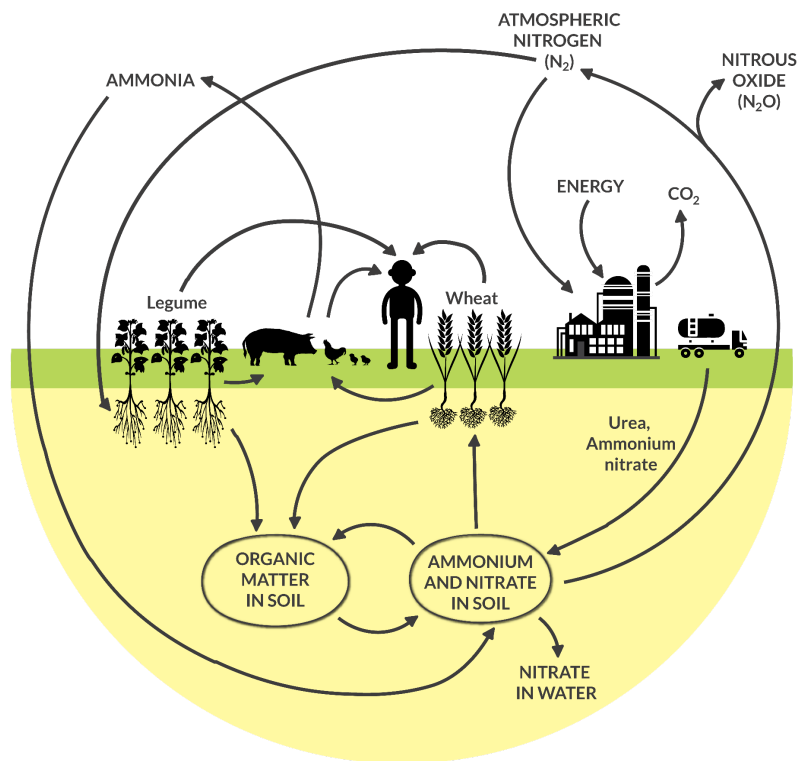 ATMOSPHERIC
NITROGEN
(N₂)
NITROUS
OXIDE
(N₂O)
AMMONIA
ENERGY
CO₂
Legume
Wheat
Urea,
Ammonium
nitrate
ORGANIC
MATTER
IN SOIL
AMMONIUM
AND NITRATE
IN SOIL
NITRATE
IN WATER